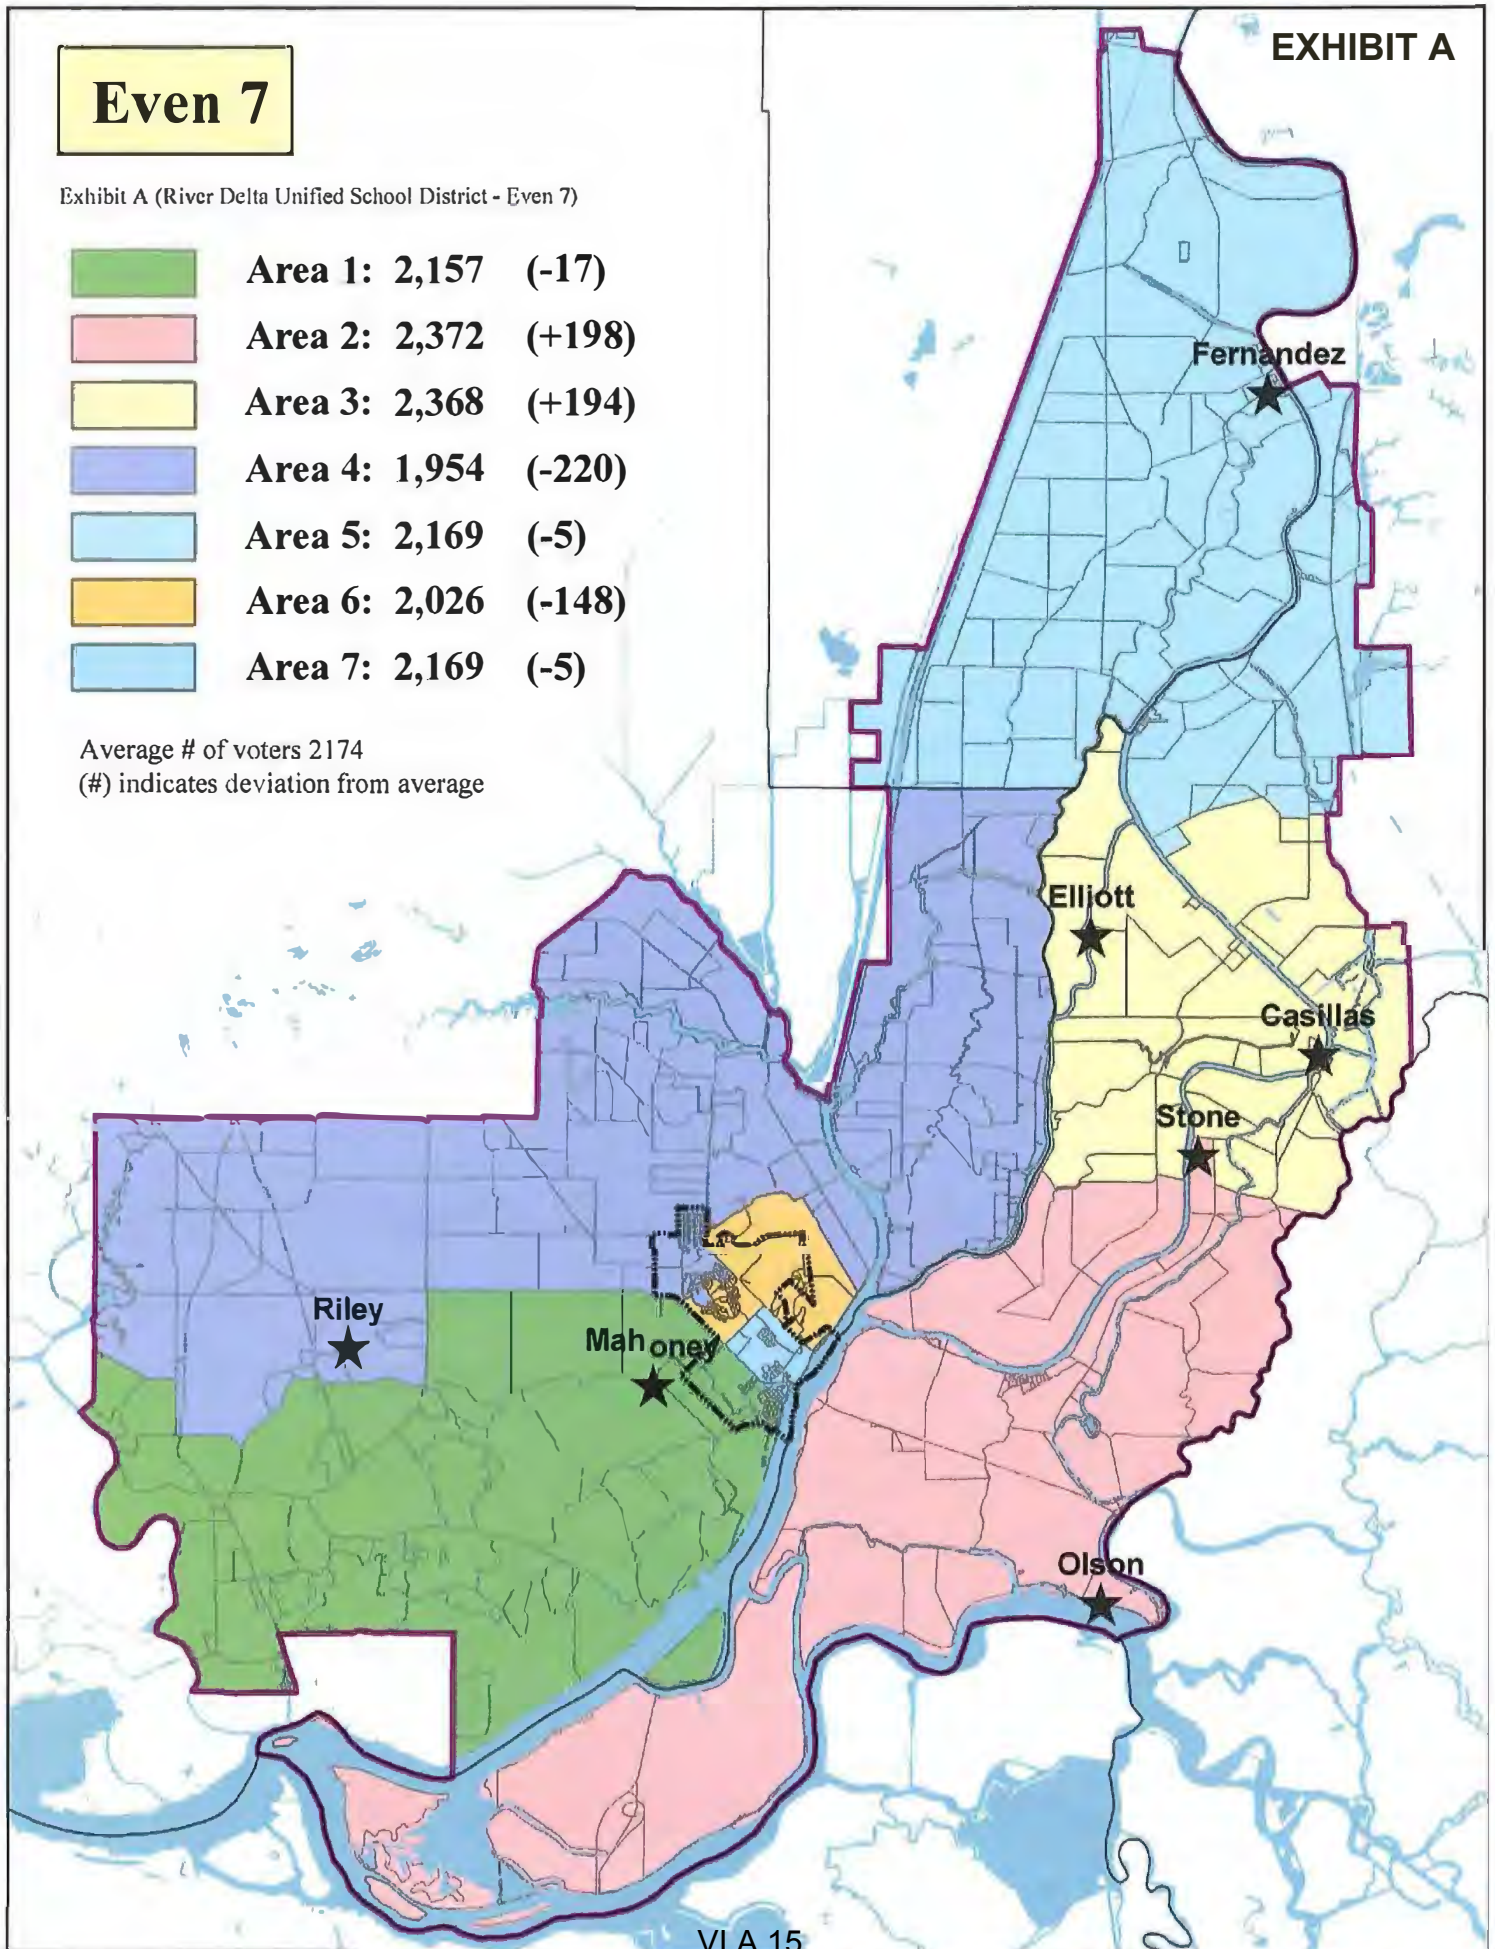 EXHIBIT A
Even 7
Exhibit A (River Delta Unified School District - Even 7)
Area 1: 2,157 (-17)
Area 2: 2,372 (+198)
Area 3: 2,368 (+194)
Area 4: 1,954 (-220)
Area 5: 2,169 (-5)
Area 6: 2,026 (-148)
Area 7: 2,169 (-5)
Average # of voters 2174
(#) indicates deviation from average
Fernandez
Elliott
Casillas
Stone
Riley
Mahoney
Olson
VI A 15